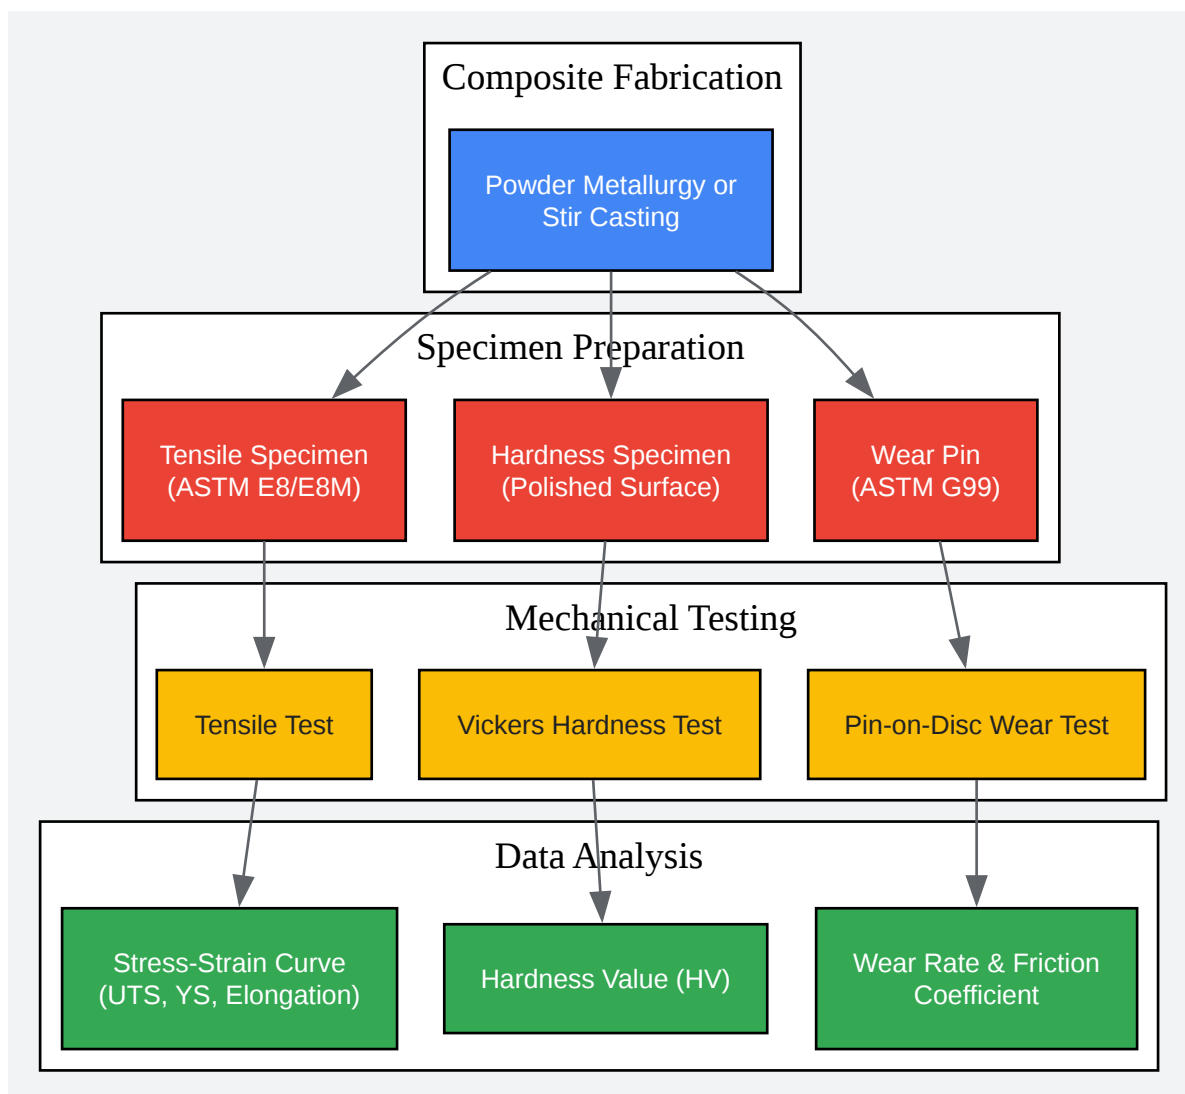 Composite Fabrication
Powder Metallurgy or
Stir Casting
Specimen Preparation
Tensile Specimen
(ASTM E8/E8M)
Hardness Specimen
(Polished Surface)
Wear Pin
(ASTM G99)
Mechanical Testing
Tensile Test
Vickers Hardness Test
Pin-on-Disc Wear Test
Data Analysis
Stress-Strain Curve
(UTS, YS, Elongation)
Hardness Value (HV)
Wear Rate & Friction
Coefficient